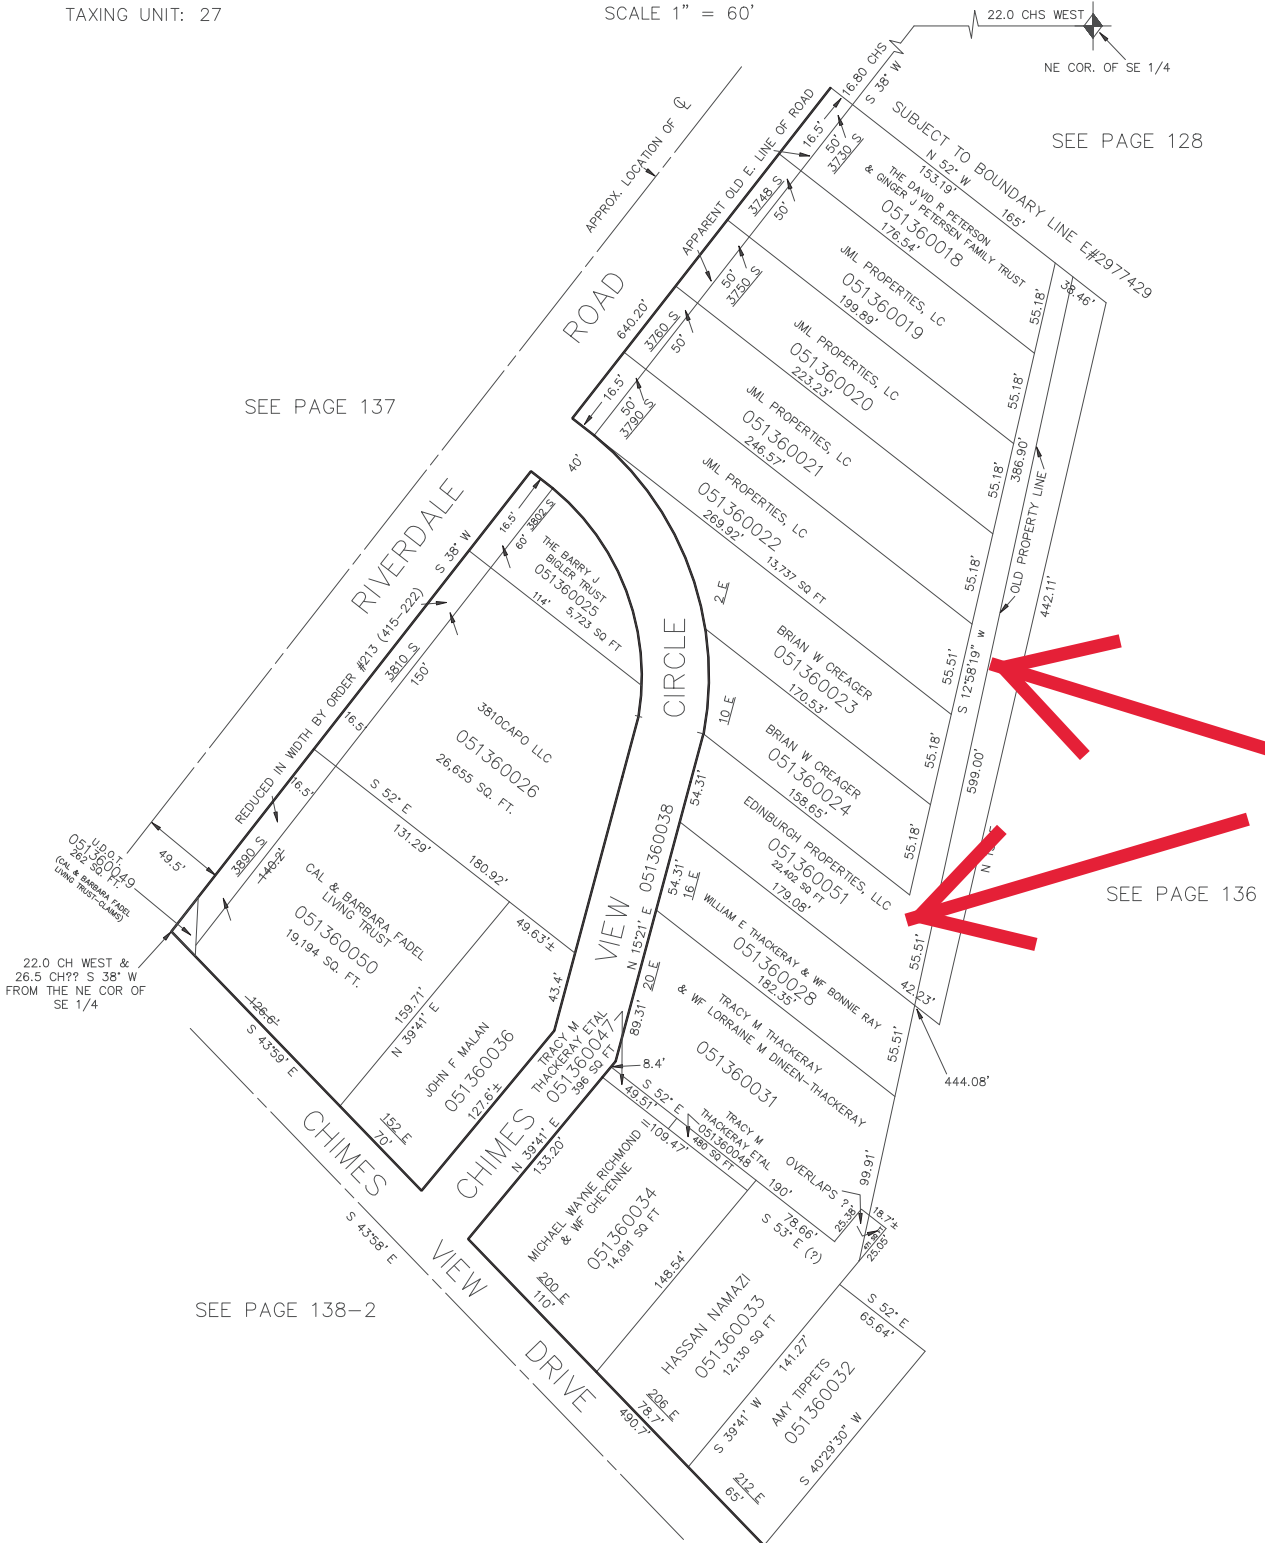 TAXING UNIT: 27
SCALE 1" = 60'
22.0 CHS WEST
NE COR. OF SE 1/4
SEE PAGE 128
16.80 CHS
S 38° W
SUBJECT TO BOUNDARY LINE E#2977429
N 52° W
153.19'
165'
38.46'
APPROX. LOCATION OF ℄
APPARENT OLD E. LINE OF ROAD
16.5'
50'
3730 S
THE DAVID R PETERSON
& GINGER J PETERSEN FAMILY TRUST
051360018
176.54'
55.18'
3748 S
50'
JML PROPERTIES, LC
051360019
199.89'
55.18'
50'
3750 S
JML PROPERTIES, LC
051360020
223.23'
55.18'
386.90'
OLD PROPERTY LINE
442.11'
ROAD
640.20'
3760 S
50'
JML PROPERTIES, LC
051360021
246.57'
55.18'
16.5'
50'
3790 S
JML PROPERTIES, LC
051360022
269.92'
13,737 SQ FT
55.51'
S 12°58'19" W
SEE PAGE 137
40'
RIVERDALE
S 38° W
16.5'
60'
3802 S
THE BARRY J
BIGLER TRUST
051360025
114'
5,723 SQ FT
2 E
BRIAN W CREAGER
051360023
170.53'
55.18'
CIRCLE
10 E
BRIAN W CREAGER
051360024
158.65'
55.18'
599.00'
REDUCED IN WIDTH BY ORDER #213 (415-222)
3810 S
150'
16.5'
3810CAPO LLC
051360026
26,655 SQ. FT.
S 52° E
131.29'
180.92'
54.31'
EDINBURGH PROPERTIES, LLC
051360051
22,402 SQ FT
179.08'
55.51'
42.23'
SEE PAGE 136
051360038
54.31'
16 E
WILLIAM E THACKERAY & WF BONNIE RAY
051360028
182.35'
55.51'
444.08'
16.5'
3890 S
140.2'
49.5'
U.D.O.T.
051360049
262 SQ. FT.
(CAL & BARBARA FADEL
LIVING TRUST-CLAIMS)
CAL & BARBARA FADEL
LIVING TRUST
051360050
19,194 SQ. FT.
22.0 CH WEST &
26.5 CH?? S 38° W
FROM THE NE COR OF
SE 1/4
126.6'
S 43°59' E
159.71'
N 39°41' E
49.63'±
43.4'
VIEW
N 15°21' E
20 E
89.31'
TRACY M THACKERAY
& WF LORRAINE M DINEEN-THACKERAY
051360031
99.91'
JOHN F MALAN
051360036
127.6'±
152 E
70'
TRACY M
THACKERAY ETAL
051360047
396 SQ FT
8.4'
CHIMES
N 39°41' E
133.20'
S 52° E
49.51'
=109.47'
TRACY M
THACKERAY ETAL
051360048
480 SQ FT
190'
OVERLAPS ?
25.38'
18.7'±
25.05'
78.66'
S 53° E (?)
CHIMES
S 43°58' E
VIEW
DRIVE
MICHAEL WAYNE RICHMOND
& WF CHEYENNE
051360034
14,091 SQ FT
200 E
110'
148.54'
HASSAN NAMAZI
051360033
12,130 SQ FT
206 E
78.7'
490.7'
141.27'
S 39°41' W
S 52° E
65.64'
AMY TIPPETS
051360032
S 40°29'30" W
212 E
65'
SEE PAGE 138-2